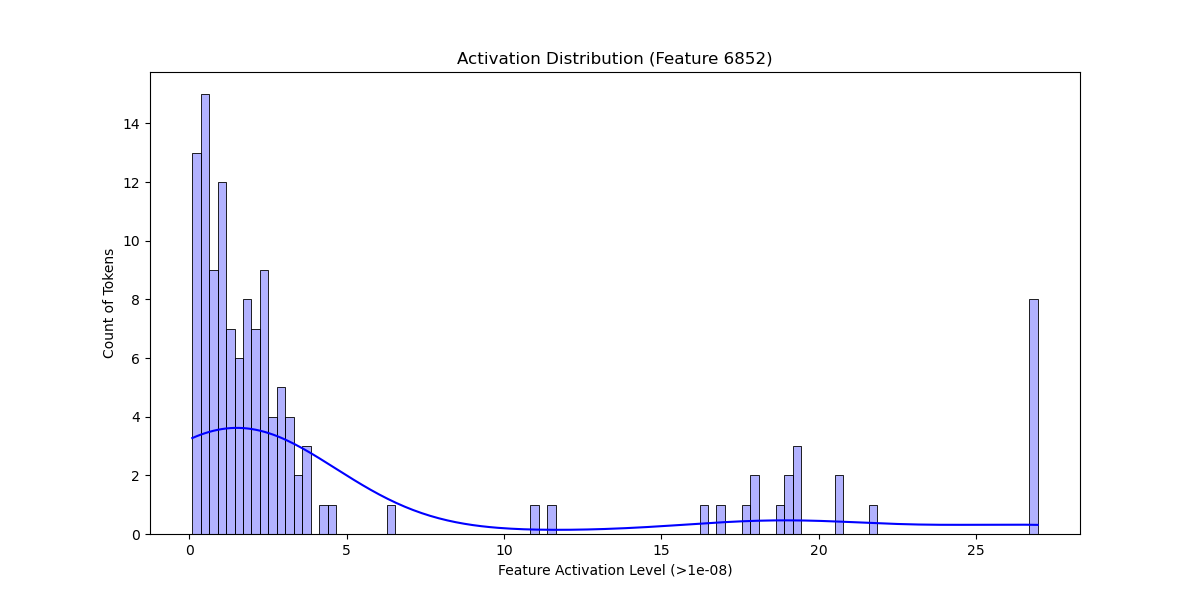 Activation Distribution (Feature 6852)
14
12
10
8
6
4
2
0
Count of Tokens
0 5 10 15 20 25
Feature Activation Level (>1e-08)